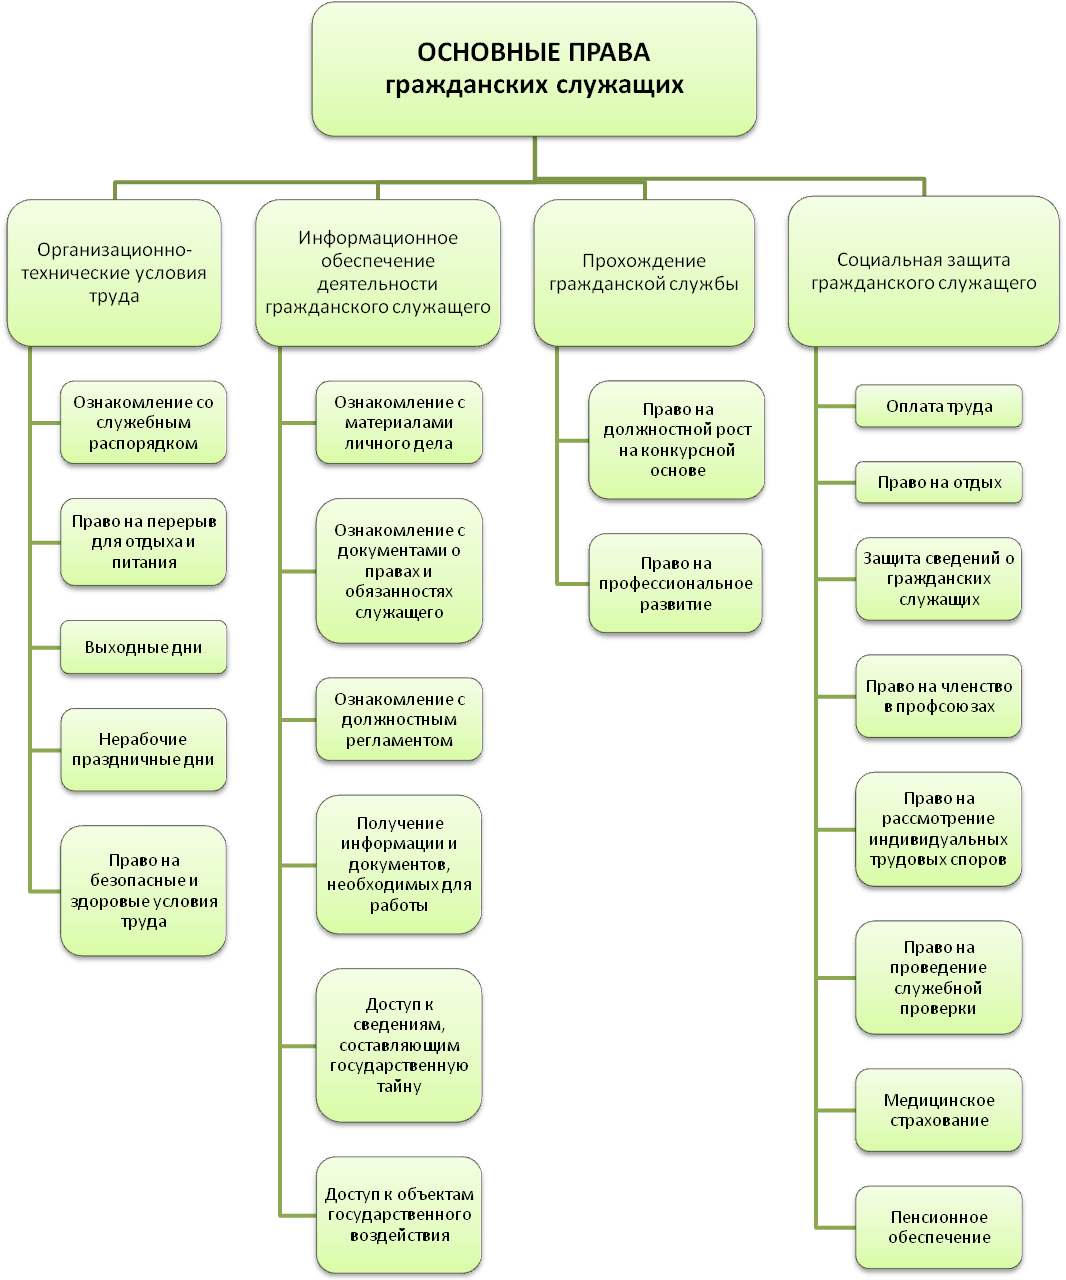 ОСНОВНЫЕ ПРАВА
гражданских служащих
Организационно-
технические условия
труда
Ознакомление со
служебным
распорядком
Право на перерыв
для отдыха и
питания
Выходные дни
Нерабочие
праздничные дни
Право на
безопасные и
здоровые условия
труда
Информационное
обеспечение
деятельности
гражданского служащего
Ознакомление с
материалами
личного дела
Ознакомление с
документами о
правах и
обязанностях
служащего
Ознакомление с
должностным
регламентом
Получение
информации и
документов,
необходимых для
работы
Доступ к
сведениям,
составляющим
государственную
тайну
Доступ к объектам
государственного
воздействия
Прохождение
гражданской службы
Право на
должностной рост
на конкурсной
основе
Право на
профессиональное
развитие
Социальная защита
гражданского служащего
Оплата труда
Право на отдых
Защита сведений о
гражданских
служащих
Право на членство
в профсоюзах
Право на
рассмотрение
индивидуальных
трудовых споров
Право на
проведение
служебной
проверки
Медицинское
страхование
Пенсионное
обеспечение